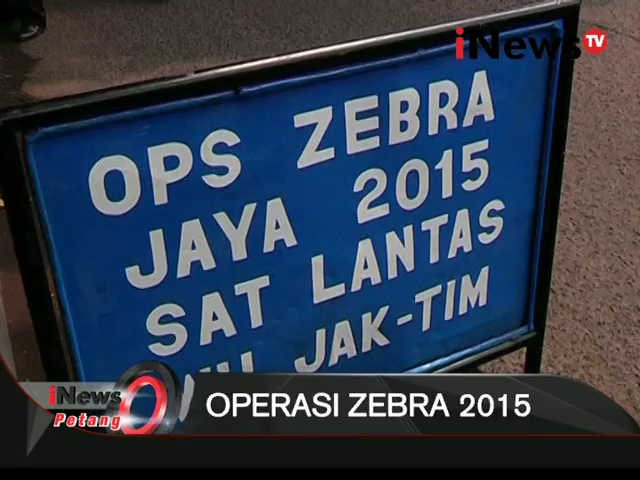 iNews TV
OPS ZEBRA
JAYA 2015
SAT LANTAS
JAK-TIM
iNews
Petang
OPERASI ZEBRA 2015